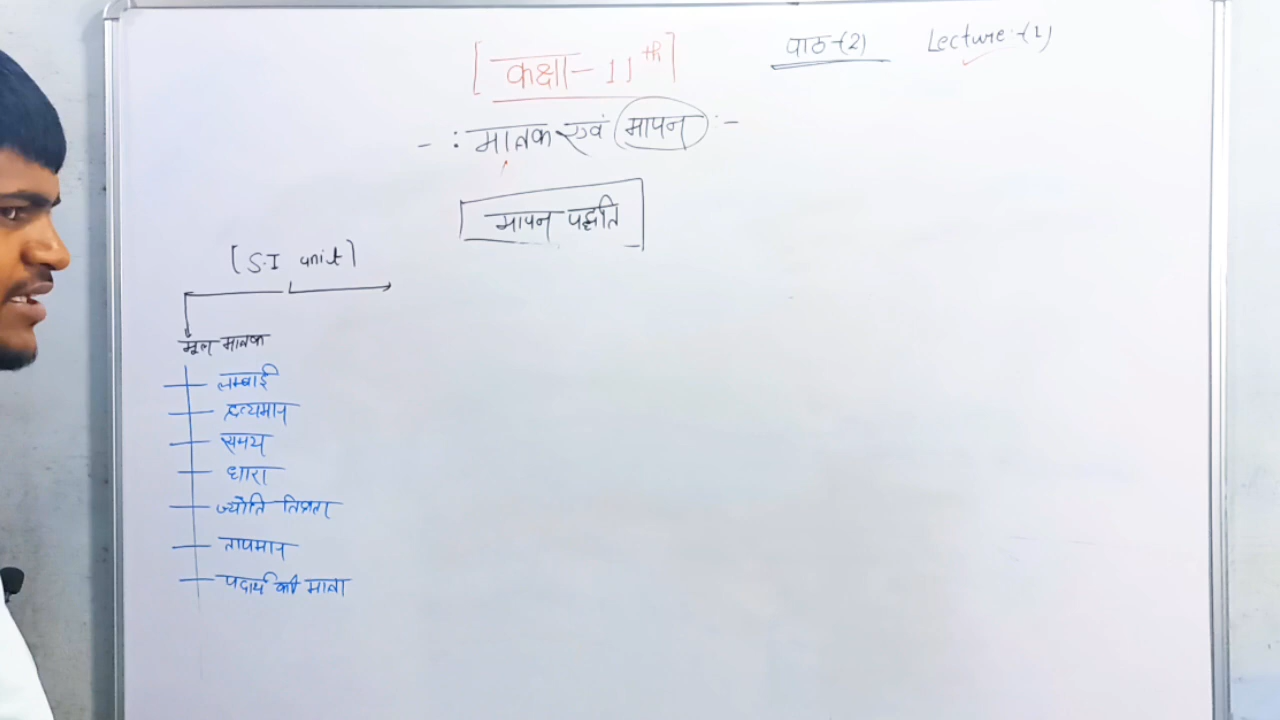 [कक्षा- 11th]
पाठ-(2)
Lecture-(1)
-: मात्रक एवं मापन :-
मापन पद्धति
[S.I unit]
मूल मात्रक
लम्बाई
द्रव्यमान
समय
धारा
ज्योति तिव्रता
तापमान
पदार्थ की मात्रा